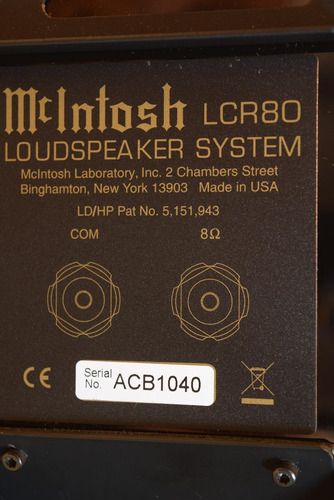 McIntosh LCR80
LOUDSPEAKER SYSTEM
McIntosh Laboratory, Inc. 2 Chambers Street
Binghamton, New York 13903 Made in USA
LD/HP Pat No. 5,151,943
COM 8Ω
CE Serial No. ACB1040